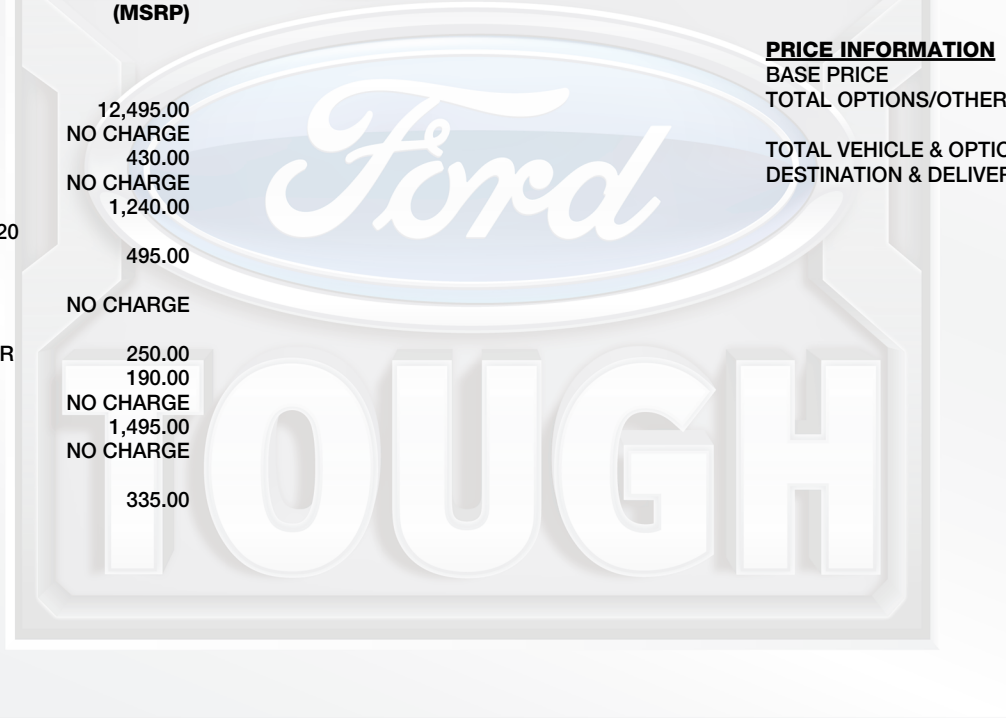 (MSRP)
12,495.00
NO CHARGE
430.00
NO CHARGE
1,240.00
20
495.00
NO CHARGE
R 250.00
190.00
NO CHARGE
1,495.00
NO CHARGE
335.00
PRICE INFORMATION
BASE PRICE
TOTAL OPTIONS/OTHER
TOTAL VEHICLE & OPTIO
DESTINATION & DELIVER
Ford
TOUGH